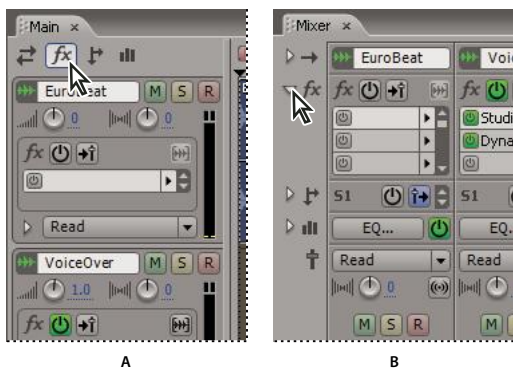 Main ×
fx
EuroBeat M S R
0 0
fx
Read
VoiceOver M S R
1.0 0
fx
A
Mixer ×
EuroBeat
fx fx fx
Studi
Dyna
S1 S1
EQ... EQ.
Read Read
0
M S R M
B